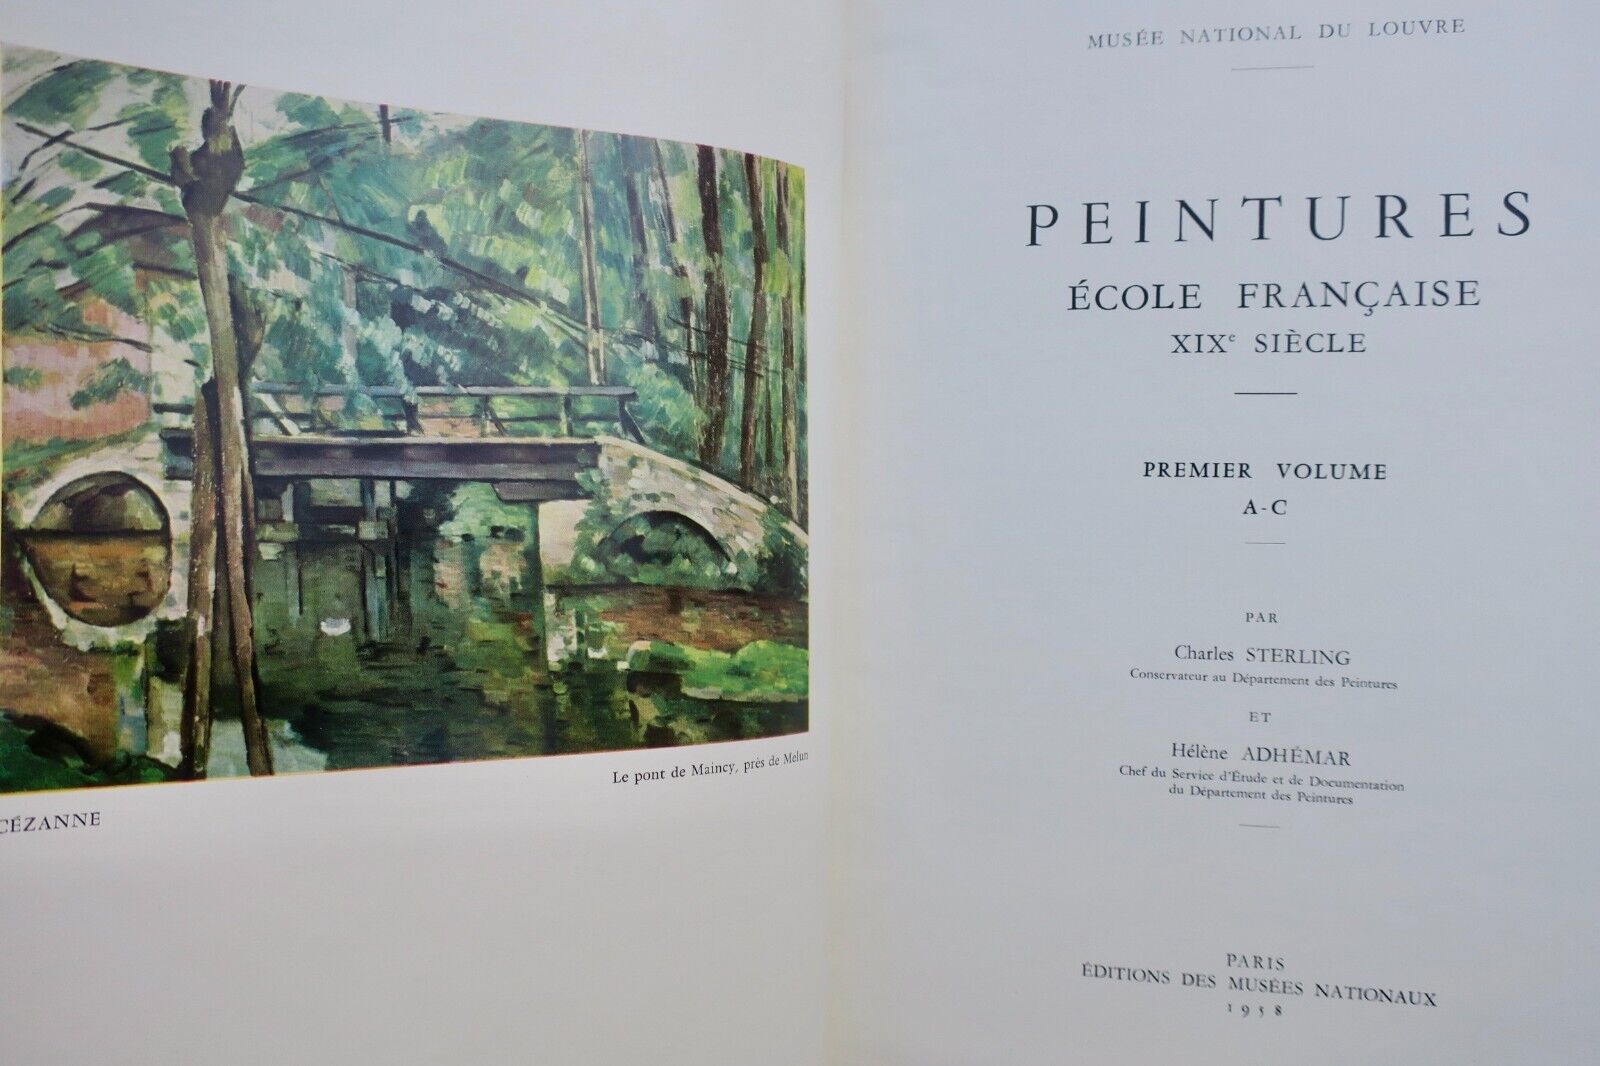 Le pont de Maincy, près de Melun
CÉZANNE
MUSÉE NATIONAL DU LOUVRE
PEINTURES
ÉCOLE FRANÇAISE
XIXe SIÈCLE
PREMIER VOLUME
A-C
PAR
Charles STERLING
Conservateur au Département des Peintures
ET
Hélène ADHÉMAR
Chef du Service d'Étude et de Documentation
du Département des Peintures
PARIS
ÉDITIONS DES MUSÉES NATIONAUX
1958